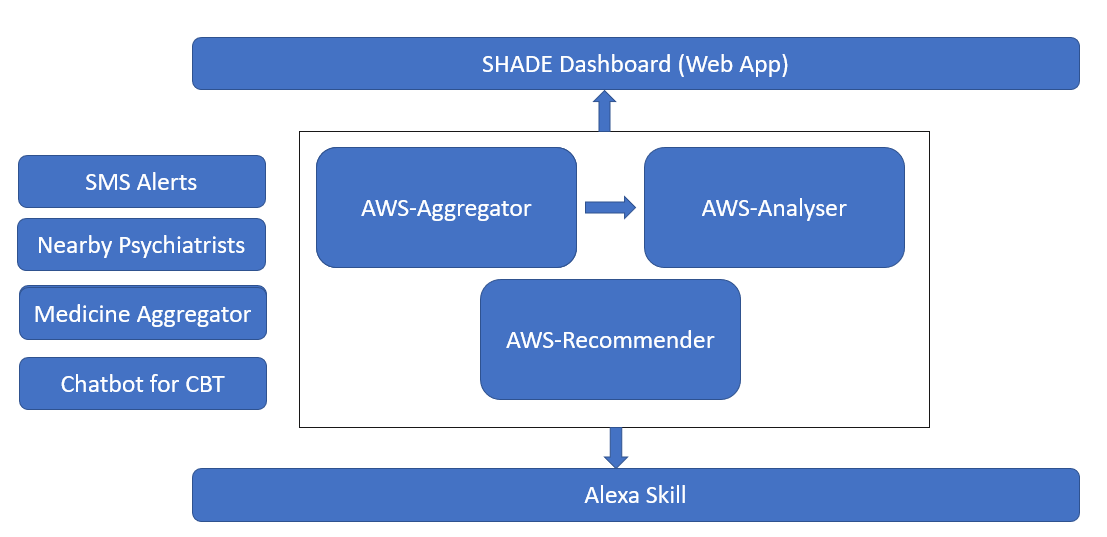 SHADE Dashboard (Web App)
SMS Alerts
Nearby Psychiatrists
Medicine Aggregator
Chatbot for CBT
AWS-Aggregator
AWS-Analyser
AWS-Recommender
Alexa Skill